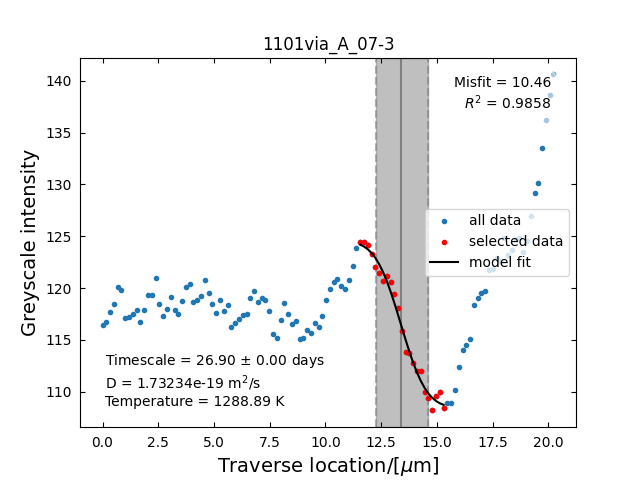 1101via_A_07-3
Misfit = 10.46
R² = 0.9858
all data
selected data
model fit
Timescale = 26.90 ± 0.00 days
D = 1.73234e-19 m²/s
Temperature = 1288.89 K
Greyscale intensity
140
135
130
125
120
115
110
0.0 2.5 5.0 7.5 10.0 12.5 15.0 17.5 20.0
Traverse location/[μm]